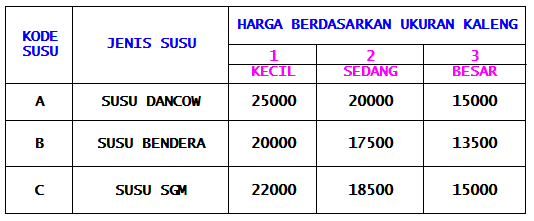 KODE SUSU JENIS SUSU HARGA BERDASARKAN UKURAN KALENG
1 2 3
KECIL SEDANG BESAR
A SUSU DANCOW 25000 20000 15000
B SUSU BENDERA 20000 17500 13500
C SUSU SGM 22000 18500 15000